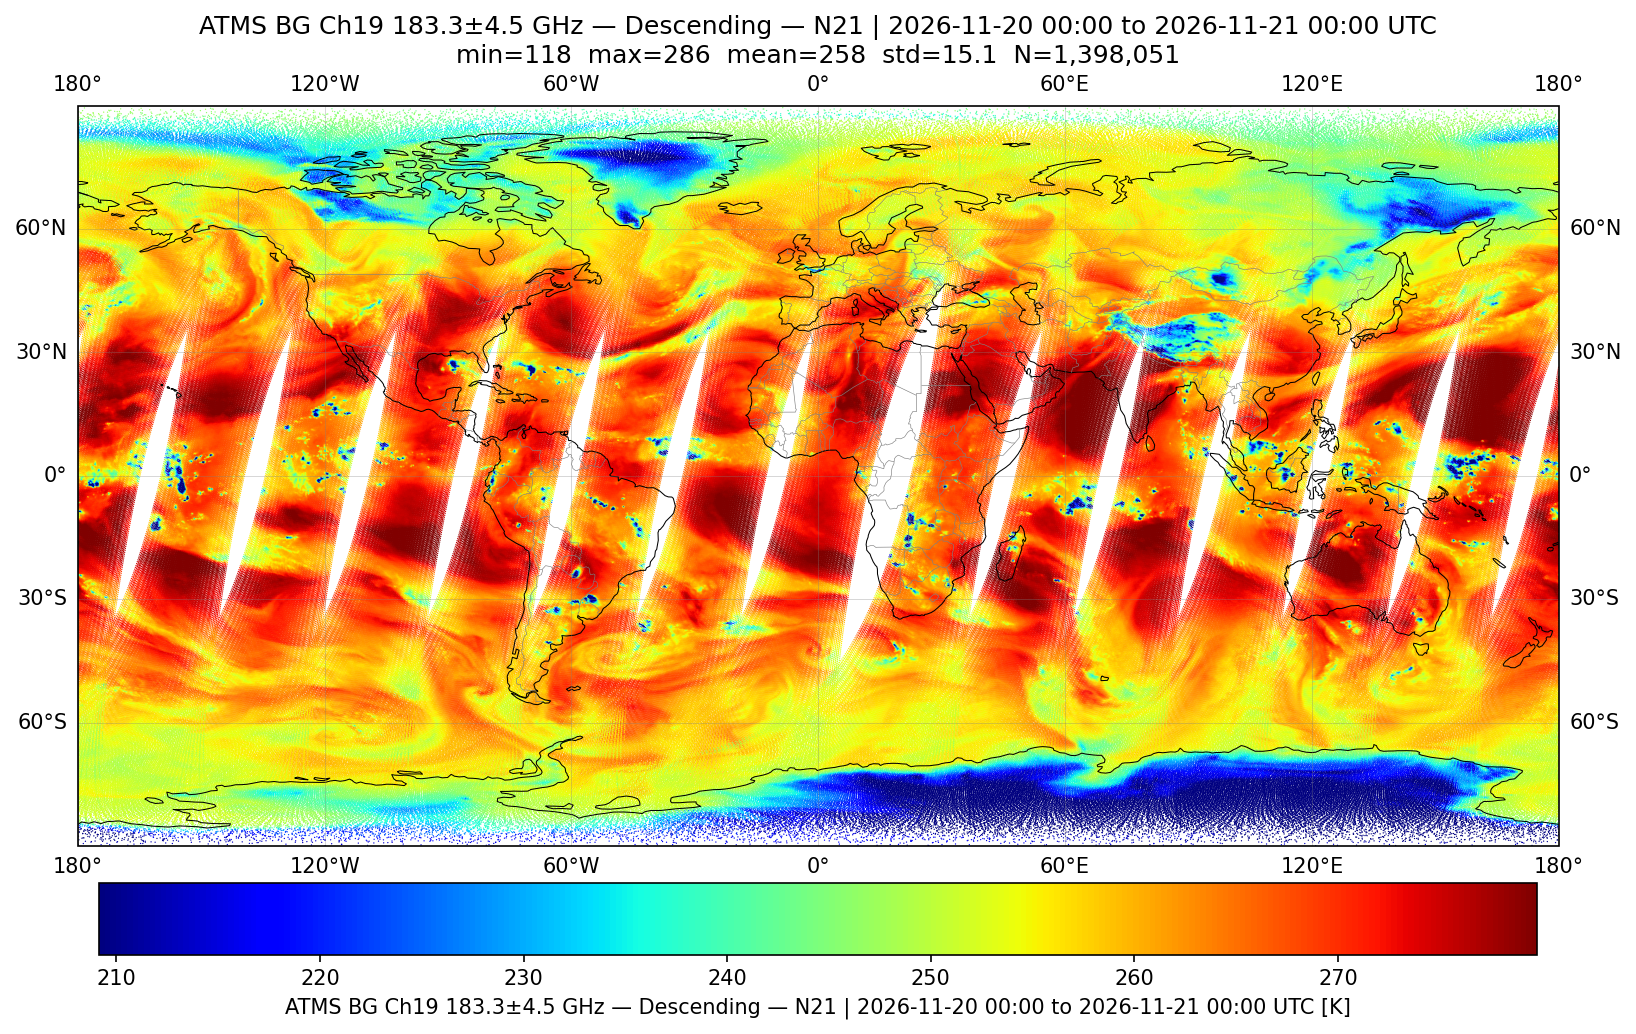 ATMS BG Ch19 183.3±4.5 GHz — Descending — N21 | 2026-11-20 00:00 to 2026-11-21 00:00 UTC
min=118 max=286 mean=258 std=15.1 N=1,398,051
180° 120°W 60°W 0° 60°E 120°E 180°
60°N 60°N
30°N 30°N
0° 0°
30°S 30°S
60°S 60°S
180° 120°W 60°W 0° 60°E 120°E 180°
210 220 230 240 250 260 270
ATMS BG Ch19 183.3±4.5 GHz — Descending — N21 | 2026-11-20 00:00 to 2026-11-21 00:00 UTC [K]